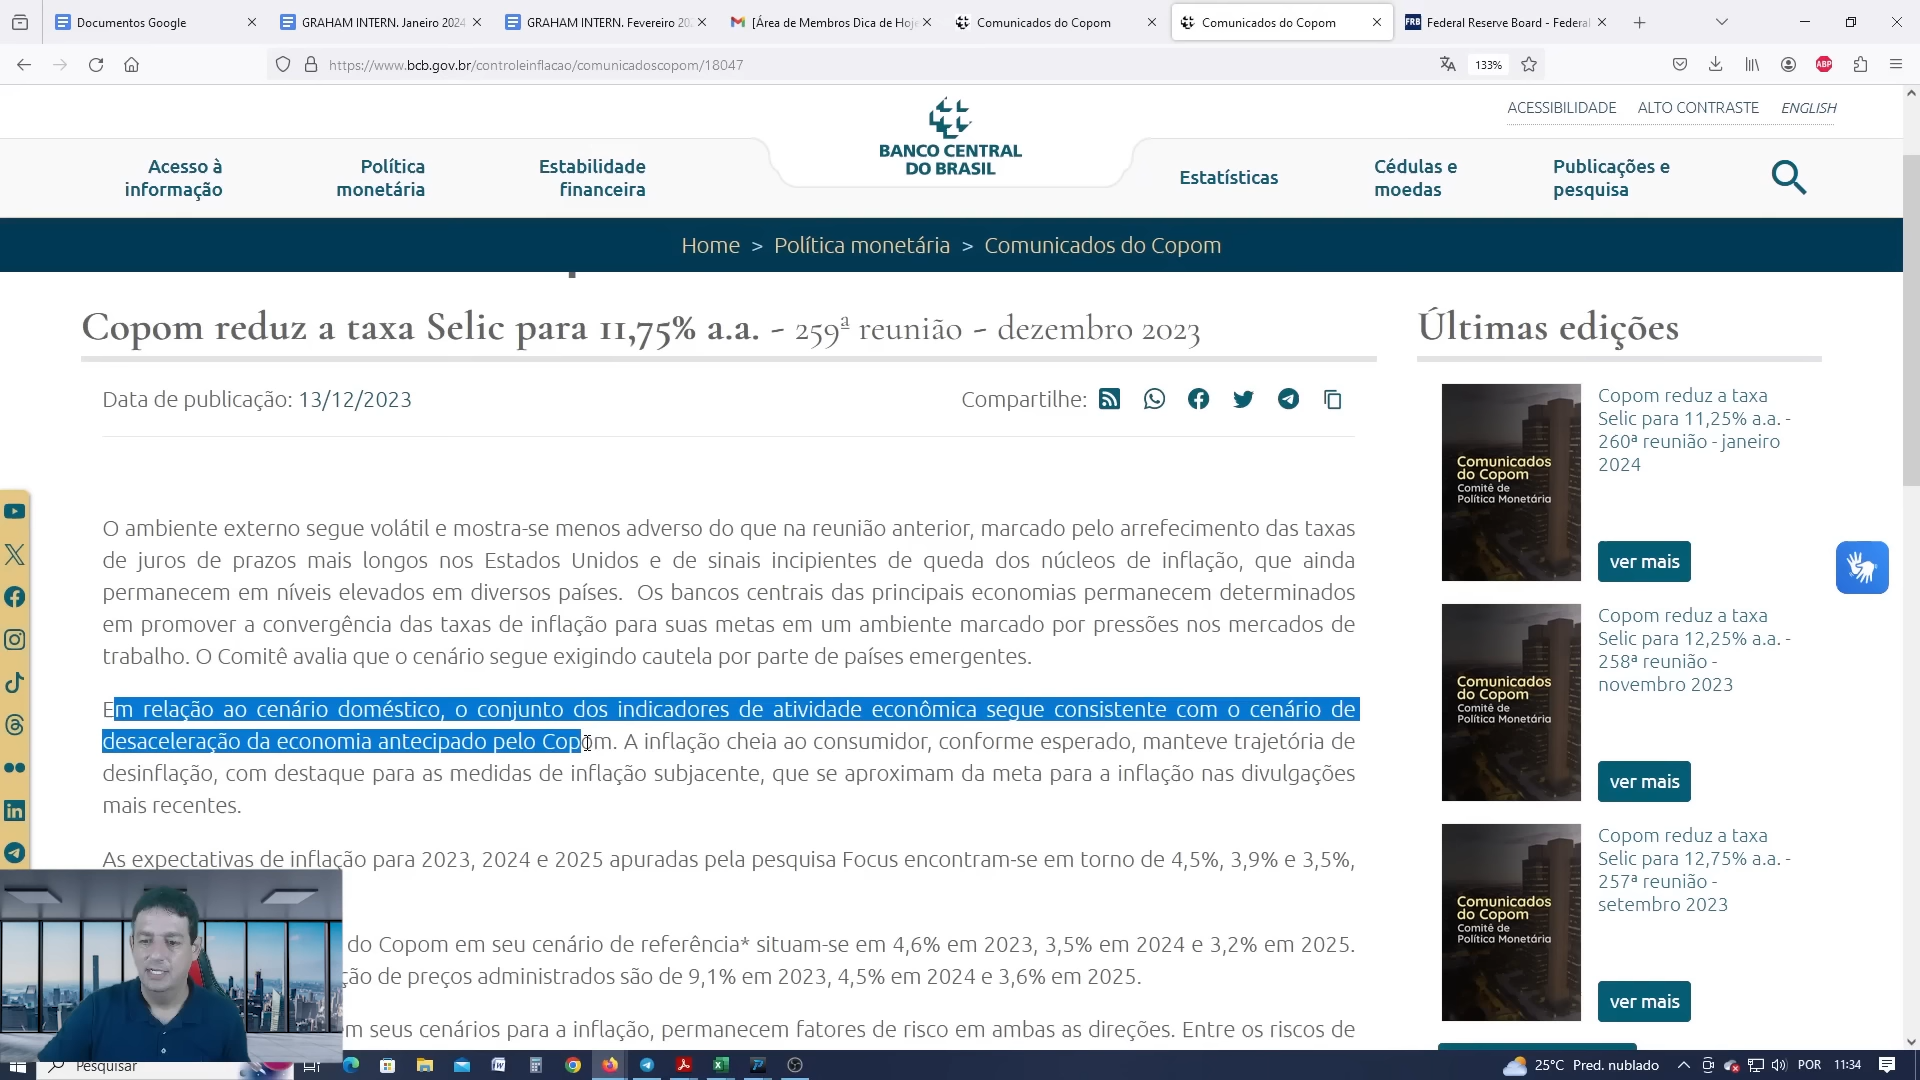 Documentos Google
GRAHAM INTERN. Janeiro 2024
GRAHAM INTERN. Fevereiro 20
[Área de Membros Dica de Hoje
Comunicados do Copom
Comunicados do Copom
FRB
Federal Reserve Board - Federal
https://www.bcb.gov.br/controleinflacao/comunicadoscopom/18047
133%
ABP
ACESSIBILIDADE
ALTO CONTRASTE
ENGLISH
Acesso à
informação
Política
monetária
Estabilidade
financeira
BANCO CENTRAL
DO BRASIL
Estatísticas
Cédulas e
moedas
Publicações e
pesquisa
Home > Política monetária > Comunicados do Copom
Copom reduz a taxa Selic para 11,75% a.a. - 259ª reunião - dezembro 2023
Data de publicação: 13/12/2023
Compartilhe:
O ambiente externo segue volátil e mostra-se menos adverso do que na reunião anterior, marcado pelo arrefecimento das taxas
de juros de prazos mais longos nos Estados Unidos e de sinais incipientes de queda dos núcleos de inflação, que ainda
permanecem em níveis elevados em diversos países. Os bancos centrais das principais economias permanecem determinados
em promover a convergência das taxas de inflação para suas metas em um ambiente marcado por pressões nos mercados de
trabalho. O Comitê avalia que o cenário segue exigindo cautela por parte de países emergentes.
Em relação ao cenário doméstico, o conjunto dos indicadores de atividade econômica segue consistente com o cenário de
desaceleração da economia antecipado pelo Copom. A inflação cheia ao consumidor, conforme esperado, manteve trajetória de
desinflação, com destaque para as medidas de inflação subjacente, que se aproximam da meta para a inflação nas divulgações
mais recentes.
As expectativas de inflação para 2023, 2024 e 2025 apuradas pela pesquisa Focus encontram-se em torno de 4,5%, 3,9% e 3,5%,
do Copom em seu cenário de referência* situam-se em 4,6% em 2023, 3,5% em 2024 e 3,2% em 2025.
ção de preços administrados são de 9,1% em 2023, 4,5% em 2024 e 3,6% em 2025.
m seus cenários para a inflação, permanecem fatores de risco em ambas as direções. Entre os riscos de
Últimas edições
Comunicados
do Copom
Comitê de
Política Monetária
Copom reduz a taxa
Selic para 11,25% a.a. -
260ª reunião - janeiro
2024
ver mais
Comunicados
do Copom
Comitê de
Política Monetária
Copom reduz a taxa
Selic para 12,25% a.a. -
258ª reunião -
novembro 2023
ver mais
Comunicados
do Copom
Comitê de
Política Monetária
Copom reduz a taxa
Selic para 12,75% a.a. -
257ª reunião -
setembro 2023
ver mais
Pesquisar
25°C Pred. nublado
POR
11:34